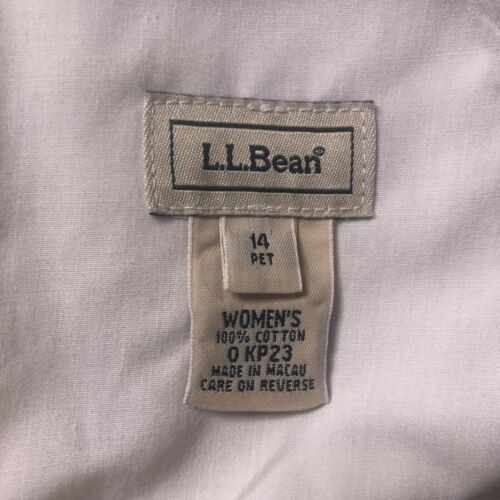 L.L.Bean®
14
PET
WOMEN'S
100% COTTON
0 KP23
MADE IN MACAU
CARE ON REVERSE